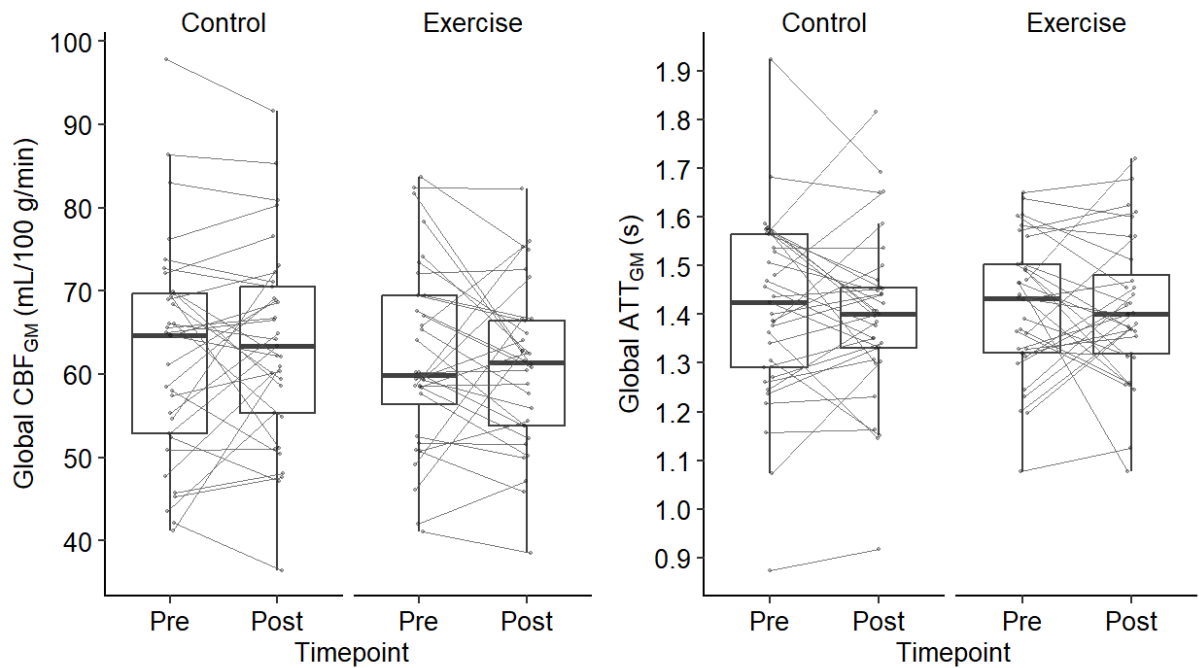 Control Exercise
Global CBF_GM (mL/100 g/min)
100
90
80
70
60
50
40
Pre Post Pre Post
Timepoint
Control Exercise
Global ATT_GM (s)
1.9
1.8
1.7
1.6
1.5
1.4
1.3
1.2
1.1
1.0
0.9
Pre Post Pre Post
Timepoint